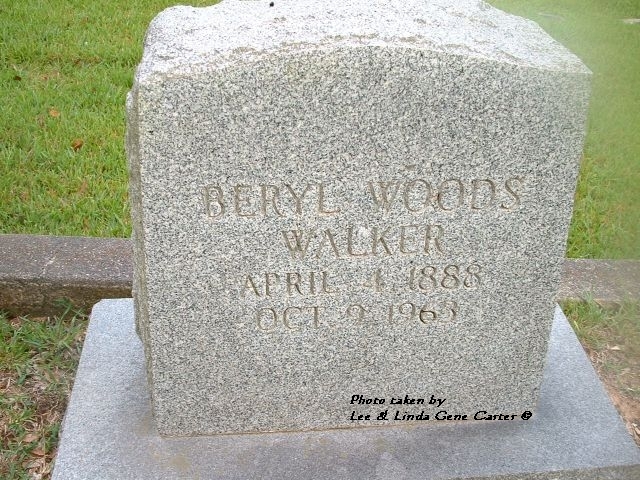 BERYL WOODS
WALKER
APRIL 4, 1888
OCT. 9, 1963
Photo taken by
Lee & Linda Gene Carter ©